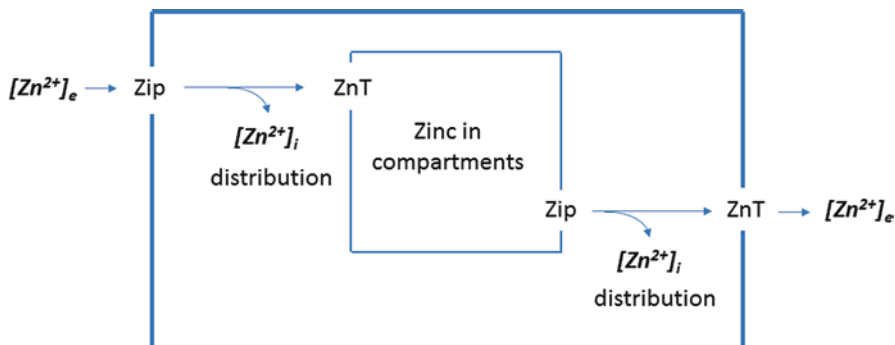 [Zn²⁺]ₑ
Zip
ZnT
[Zn²⁺]ᵢ
distribution
Zinc in
compartments
Zip
ZnT
[Zn²⁺]ₑ
[Zn²⁺]ᵢ
distribution